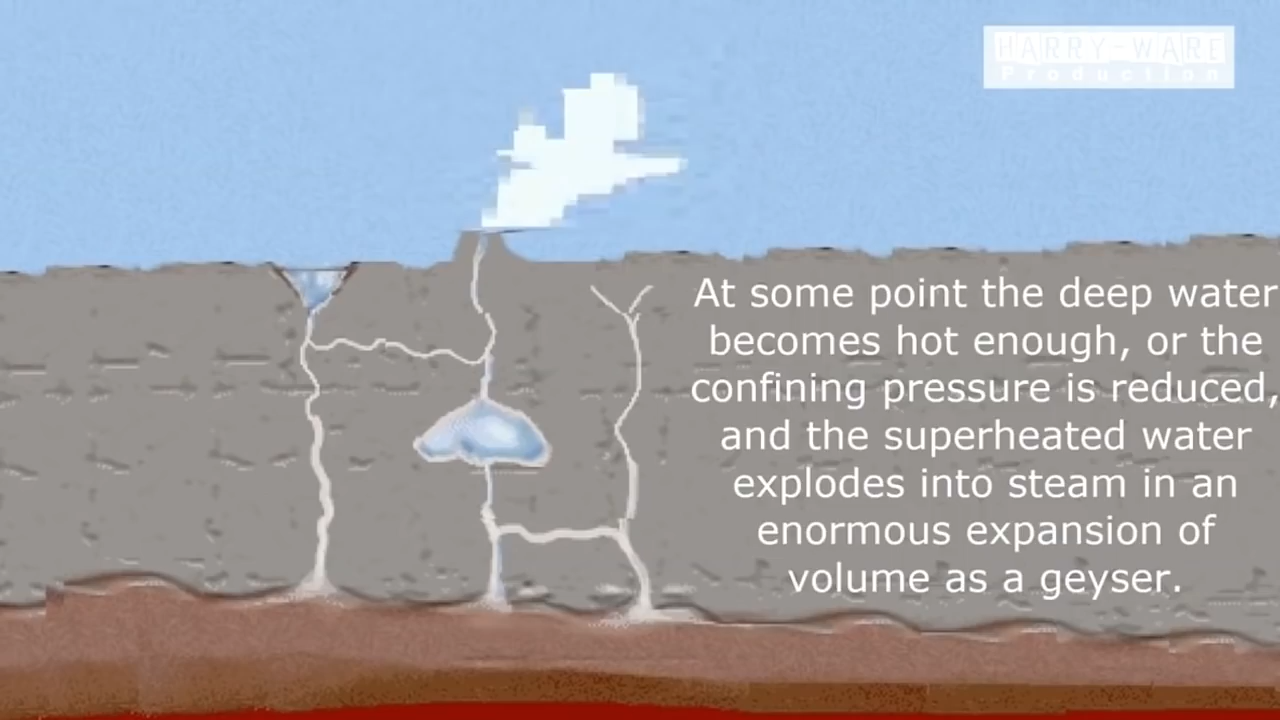 HARRY-WARE
Production
At some point the deep water
becomes hot enough, or the
confining pressure is reduced,
and the superheated water
explodes into steam in an
enormous expansion of
volume as a geyser.